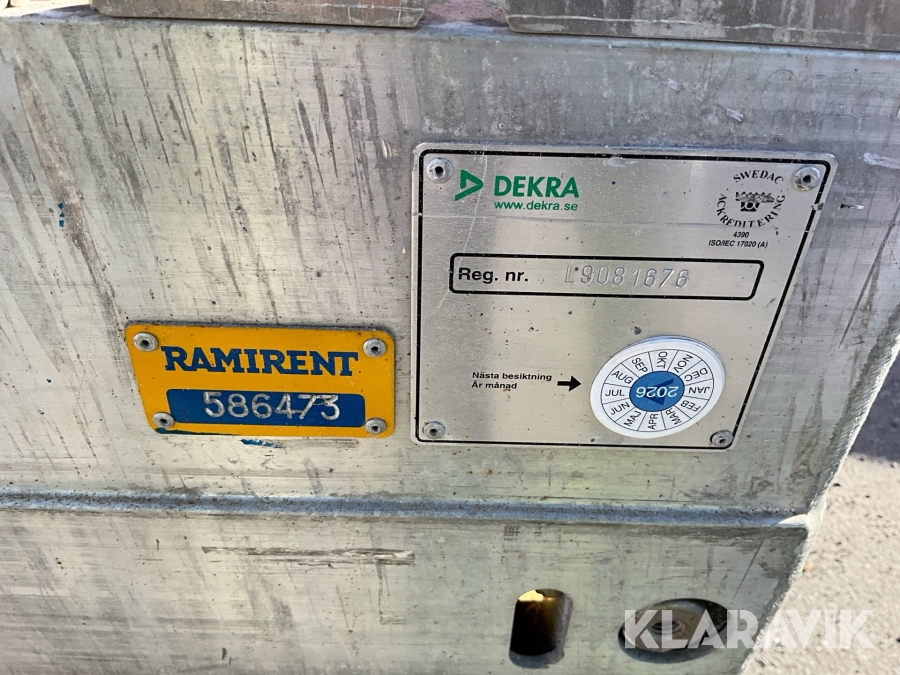 DEKRA
www.dekra.se
SWEDAC
ACKREDITERING
4390
ISO/IEC 17020 (A)
Reg. nr. L9081676
RAMIRENT
586473
Nästa besiktning
År månad
2026
JAN
FEB
MAR
APR
MAJ
JUN
JUL
AUG
SEP
OKT
NOV
DEC
KLARAVIK